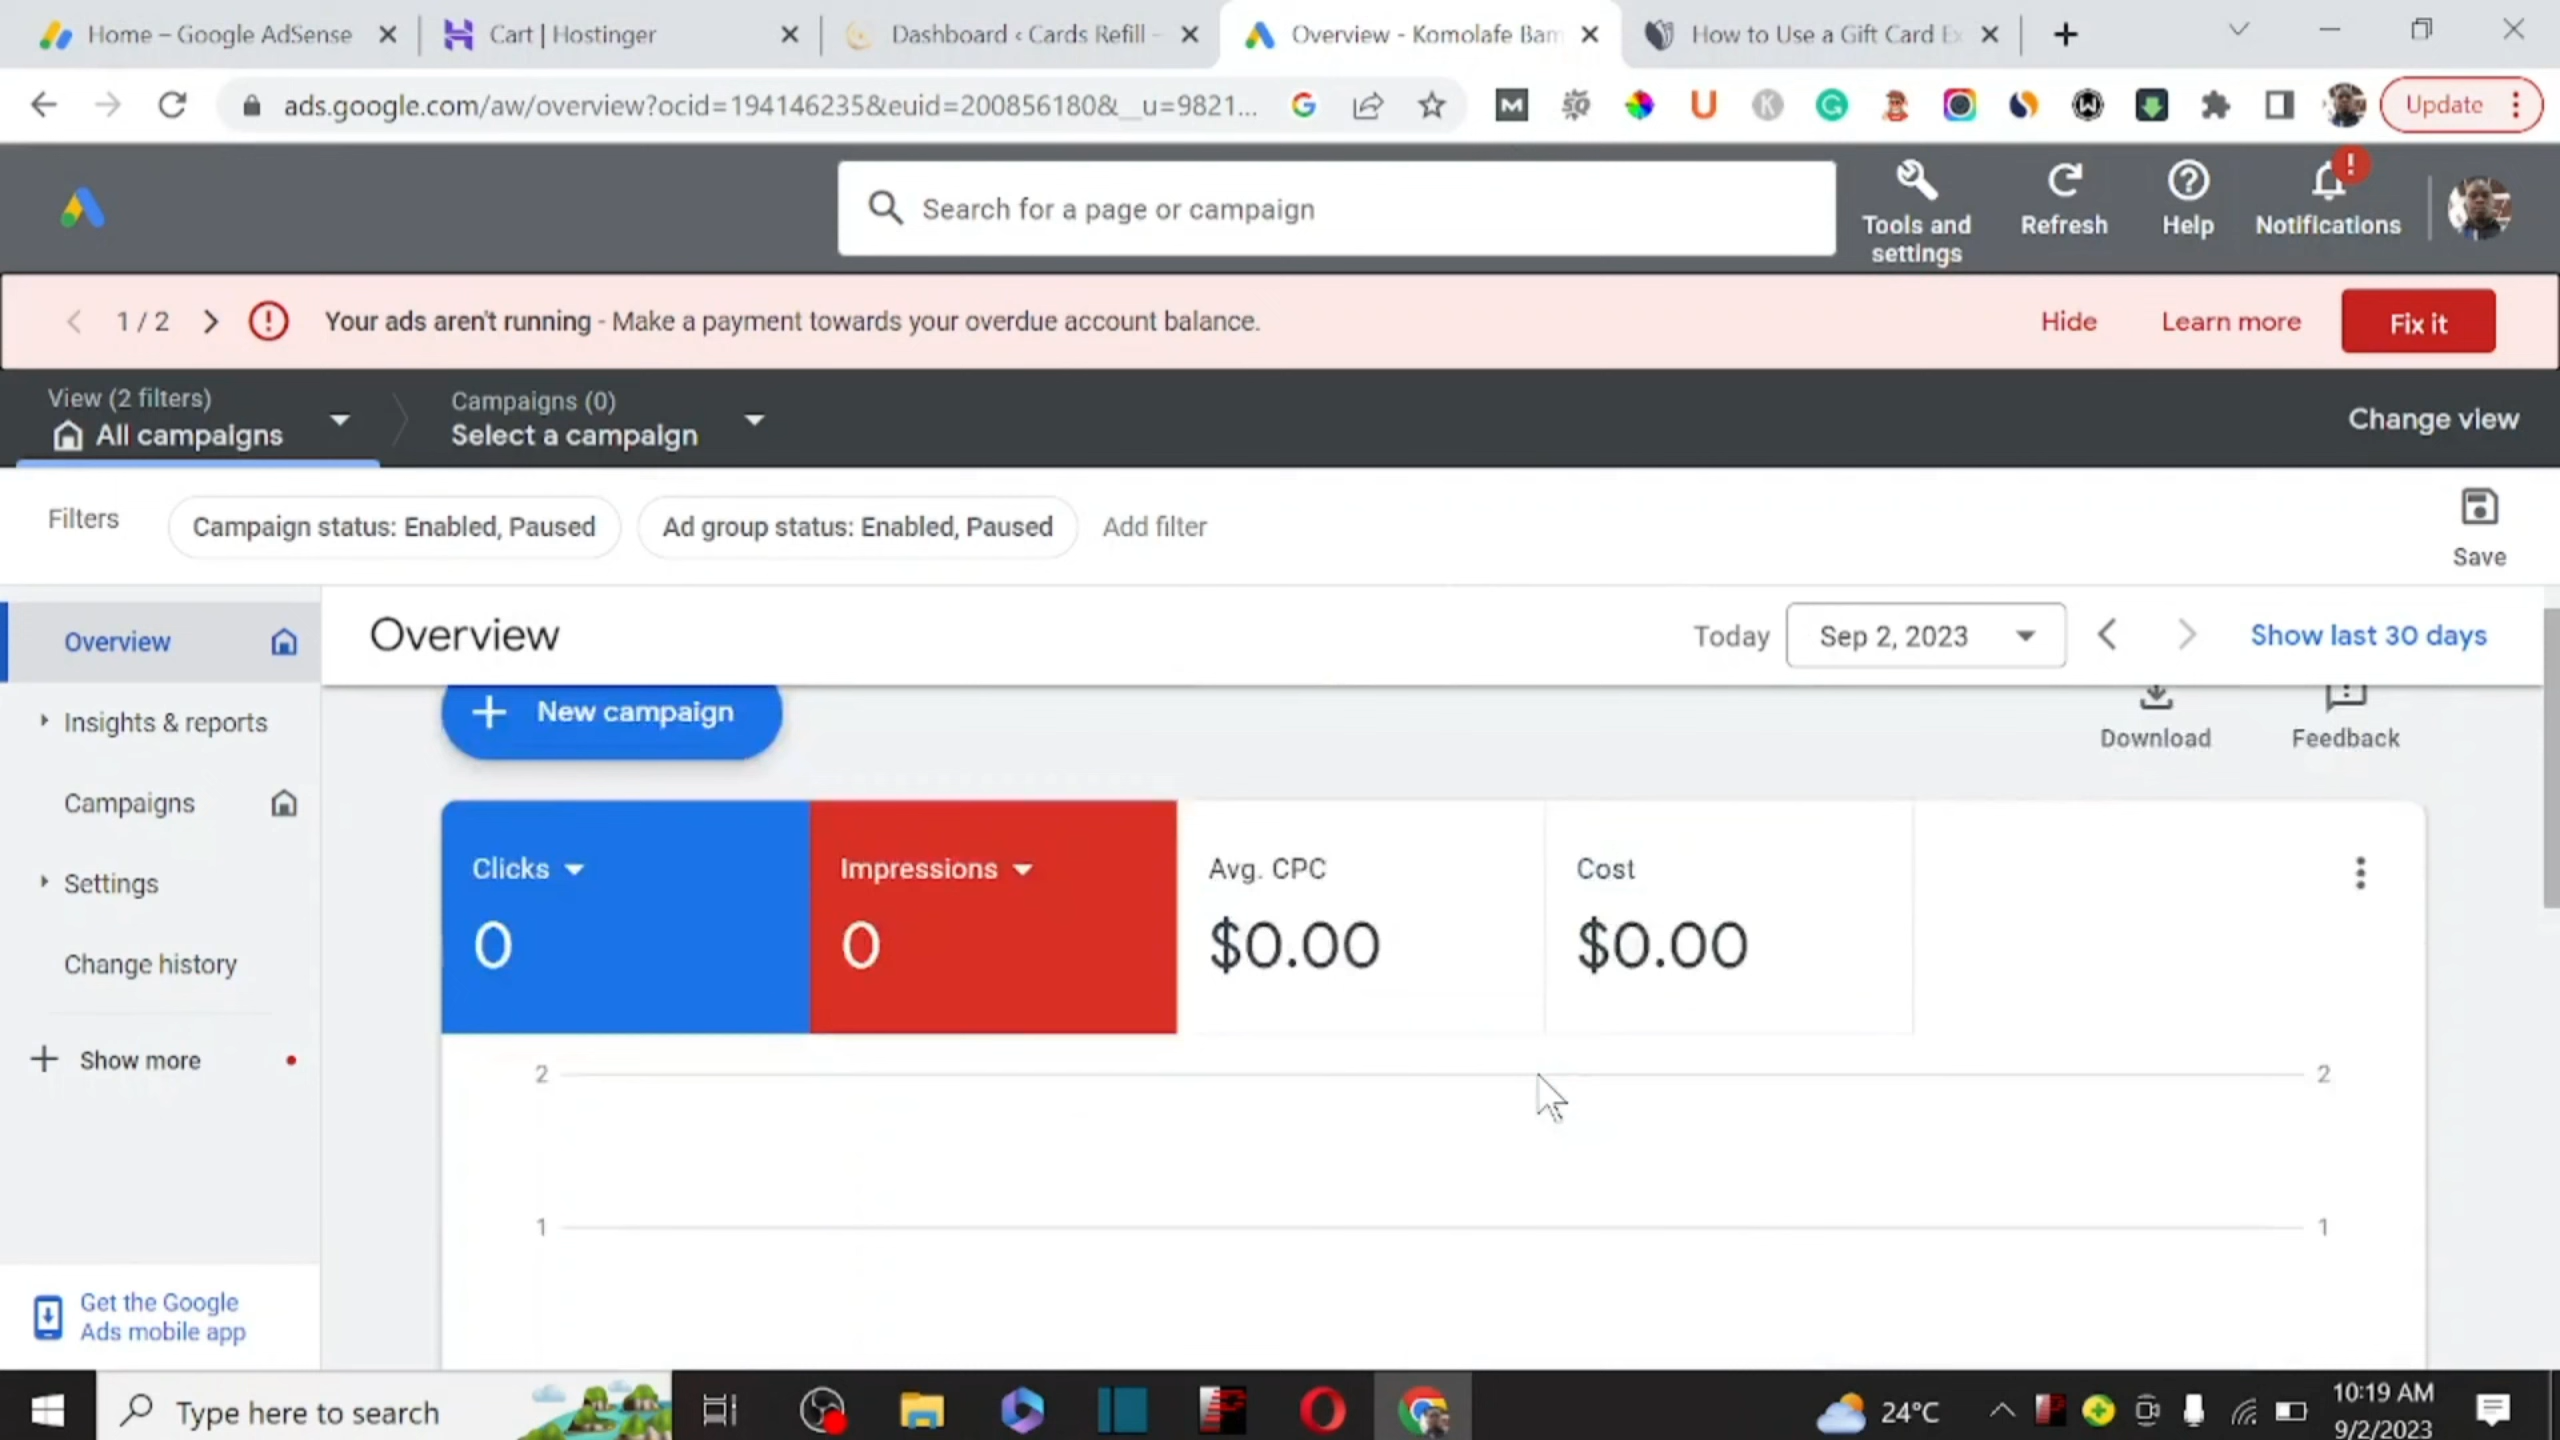 Home – Google AdSense
Cart | Hostinger
Dashboard ‹ Cards Refill –
Overview - Komolafe Bam
How to Use a Gift Card Ex
ads.google.com/aw/overview?ocid=194146235&euid=200856180&__u=9821...
Update
Search for a page or campaign
Tools and
settings
Refresh
Help
Notifications
1 / 2
Your ads aren't running - Make a payment towards your overdue account balance.
Hide
Learn more
Fix it
View (2 filters)
All campaigns
Campaigns (0)
Select a campaign
Change view
Filters
Campaign status: Enabled, Paused
Ad group status: Enabled, Paused
Add filter
Save
Overview
Insights & reports
Campaigns
Settings
Change history
Show more
Get the Google
Ads mobile app
Overview
Today
Sep 2, 2023
Show last 30 days
New campaign
Download
Feedback
Clicks
0
Impressions
0
Avg. CPC
$0.00
Cost
$0.00
2
2
1
1
Type here to search
24°C
10:19 AM
9/2/2023